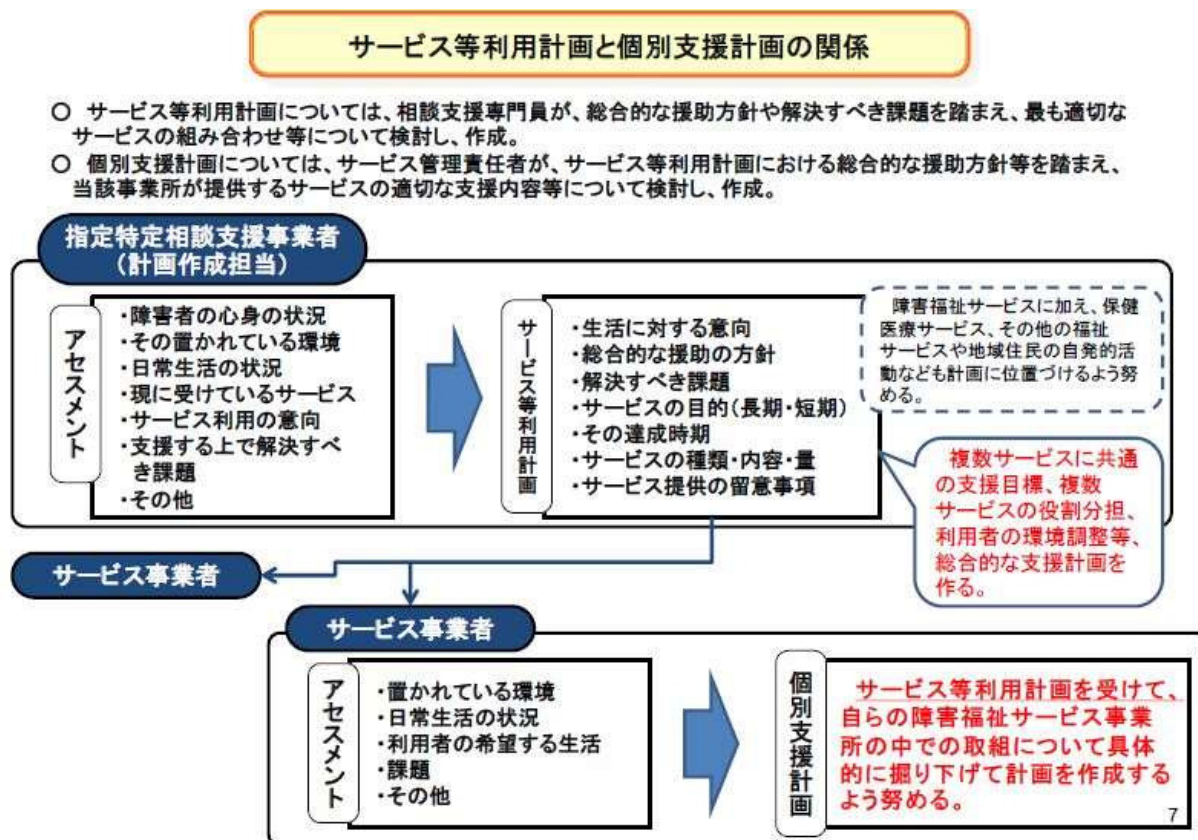 サービス等利用計画と個別支援計画の関係
○ サービス等利用計画については、相談支援専門員が、総合的な援助方針や解決すべき課題を踏まえ、最も適切な
サービスの組み合わせ等について検討し、作成。
○ 個別支援計画については、サービス管理責任者が、サービス等利用計画における総合的な援助方針等を踏まえ、
当該事業所が提供するサービスの適切な支援内容等について検討し、作成。
指定特定相談支援事業者
(計画作成担当)
アセスメント
・障害者の心身の状況
・その置かれている環境
・日常生活の状況
・現に受けているサービス
・サービス利用の意向
・支援する上で解決すべ
き課題
・その他
サービス等利用計画
・生活に対する意向
・総合的な援助の方針
・解決すべき課題
・サービスの目的(長期・短期)
・その達成時期
・サービスの種類・内容・量
・サービス提供の留意事項
障害福祉サービスに加え、保健
医療サービス、その他の福祉
サービスや地域住民の自発的活
動なども計画に位置づけるよう努
める。
複数サービスに共通
の支援目標、複数
サービスの役割分担、
利用者の環境調整等、
総合的な支援計画を
作る。
サービス事業者
サービス事業者
アセスメント
・置かれている環境
・日常生活の状況
・利用者の希望する生活
・課題
・その他
個別支援計画
サービス等利用計画を受けて、
自らの障害福祉サービス事業
所の中での取組について具体
的に掘り下げて計画を作成する
よう努める。
7